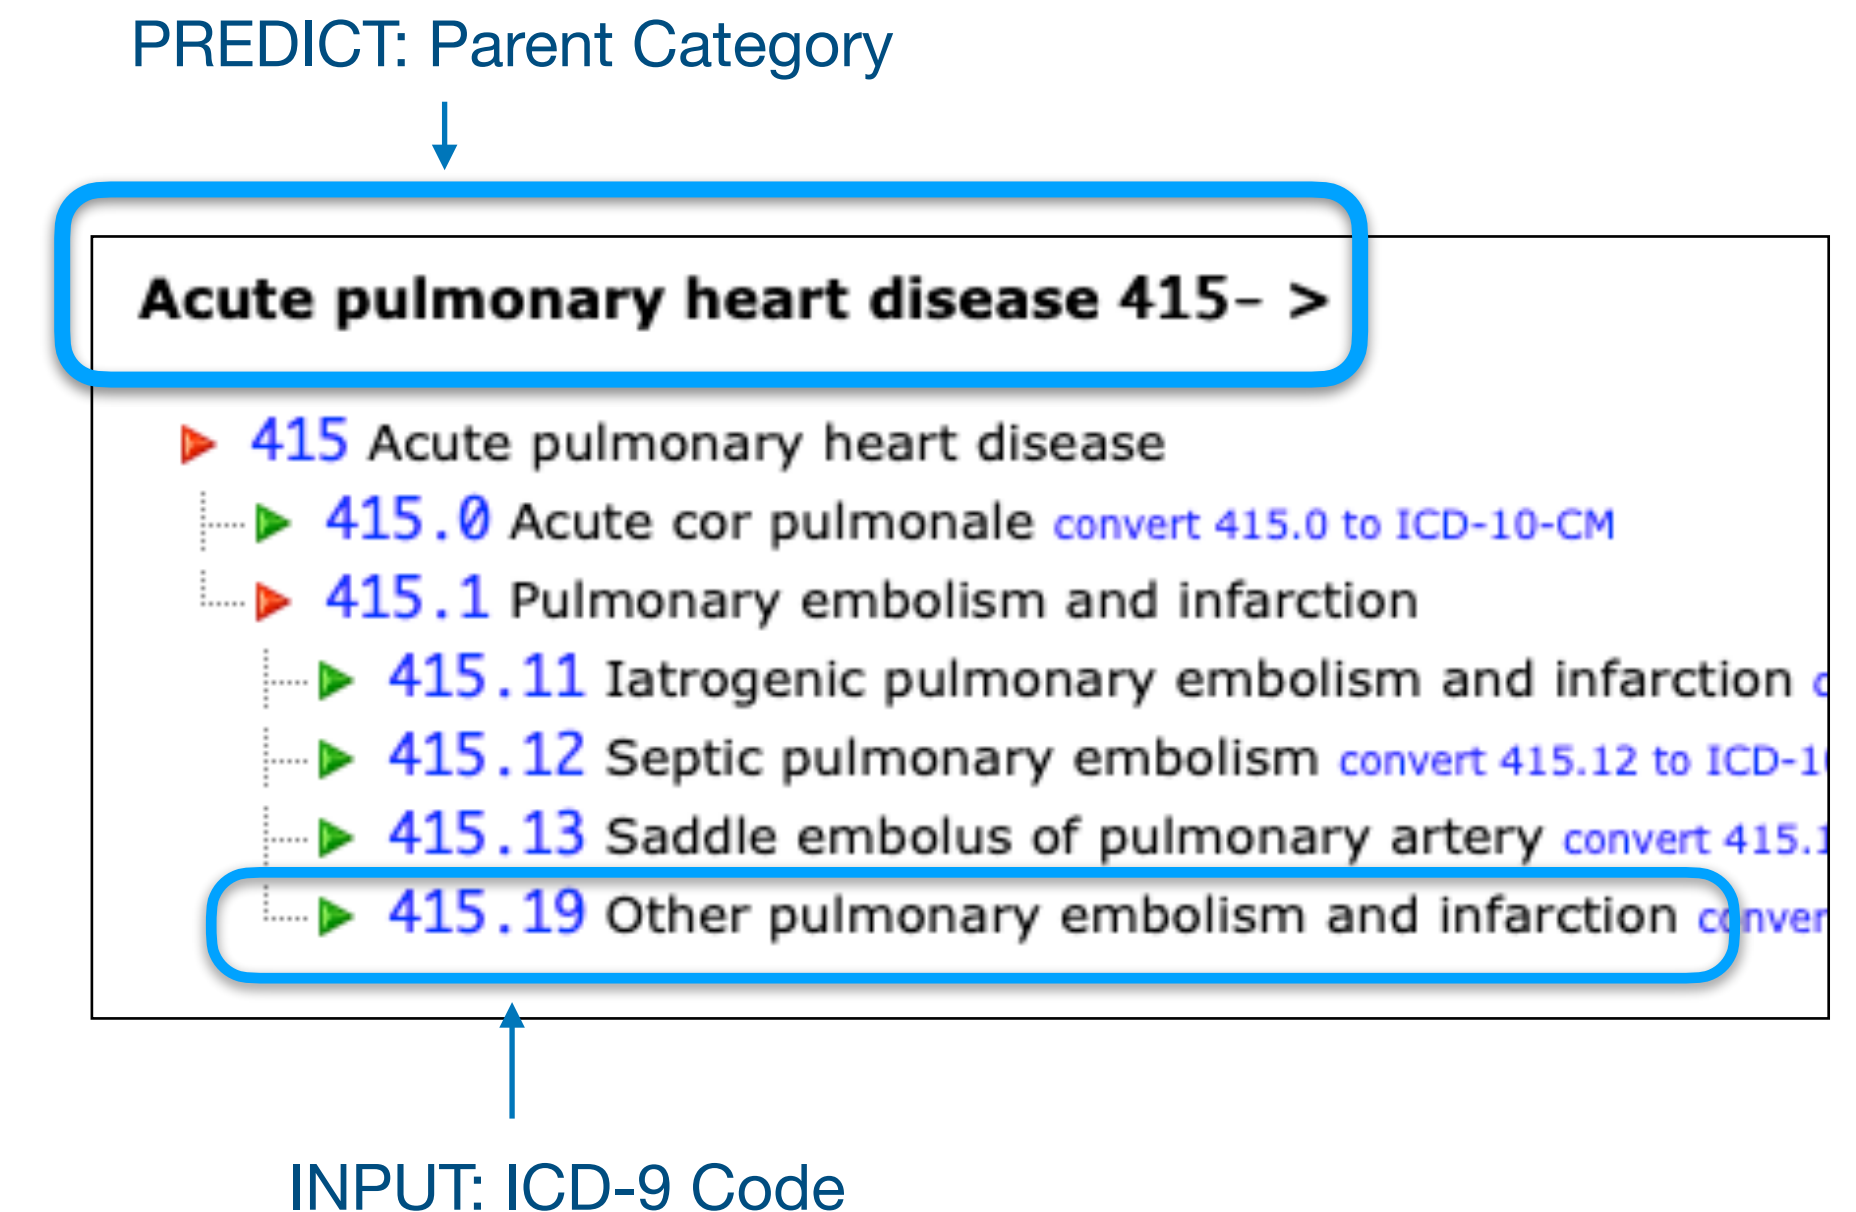 PREDICT: Parent Category
Acute pulmonary heart disease 415- >
415 Acute pulmonary heart disease
415.0 Acute cor pulmonale convert 415.0 to ICD-10-CM
415.1 Pulmonary embolism and infarction
415.11 Iatrogenic pulmonary embolism and infarction
415.12 Septic pulmonary embolism convert 415.12 to ICD-1
415.13 Saddle embolus of pulmonary artery convert 415.1
415.19 Other pulmonary embolism and infarction conver
INPUT: ICD-9 Code